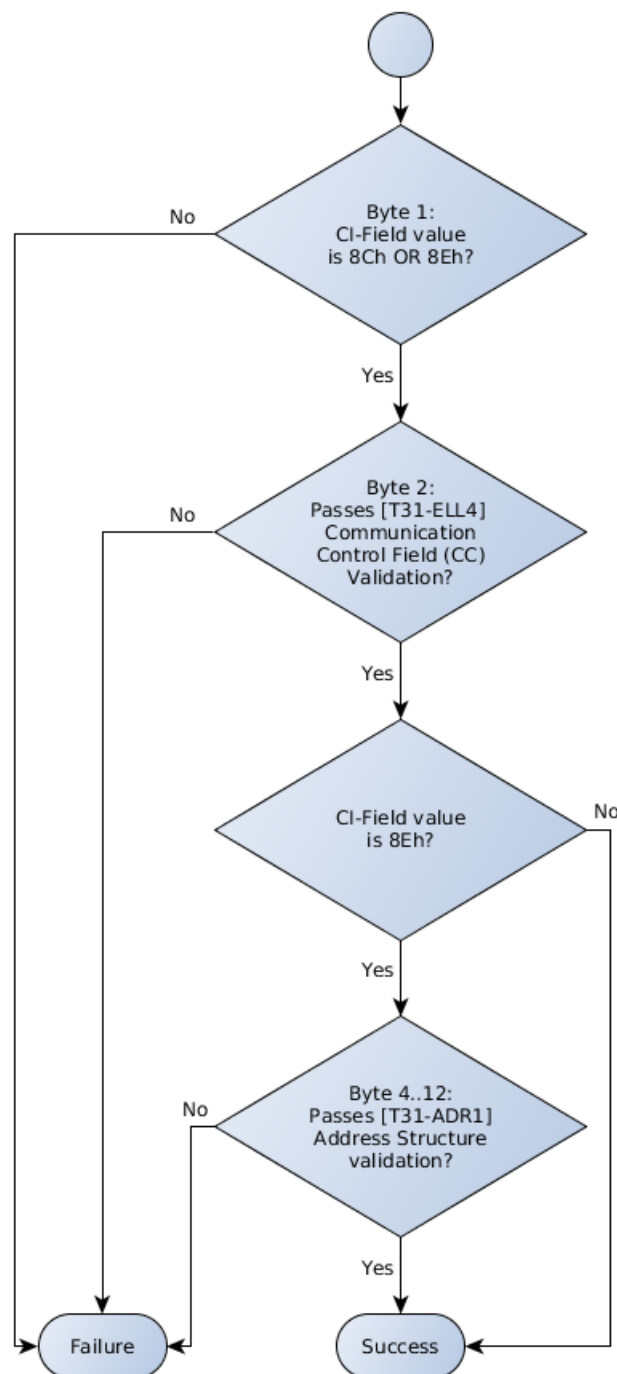 Byte 1:
CI-Field value
is 8Ch OR 8Eh?
No
Yes
Byte 2:
Passes [T31-ELL4]
Communication
Control Field (CC)
Validation?
No
Yes
CI-Field value
is 8Eh?
No
Yes
Byte 4..12:
Passes [T31-ADR1]
Address Structure
validation?
No
Yes
Failure
Success